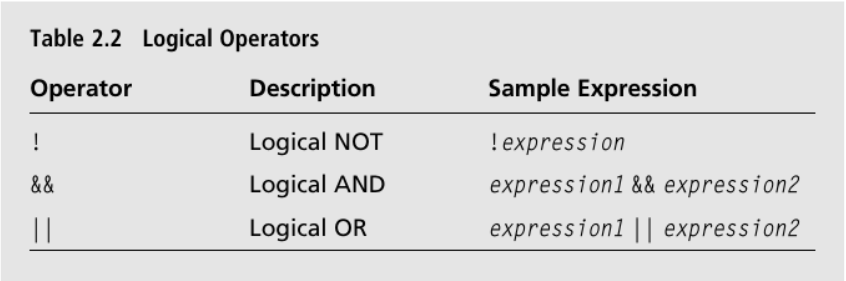 Table 2.2 Logical Operators
Operator Description Sample Expression
! Logical NOT !expression
&& Logical AND expression1 && expression2
|| Logical OR expression1 || expression2